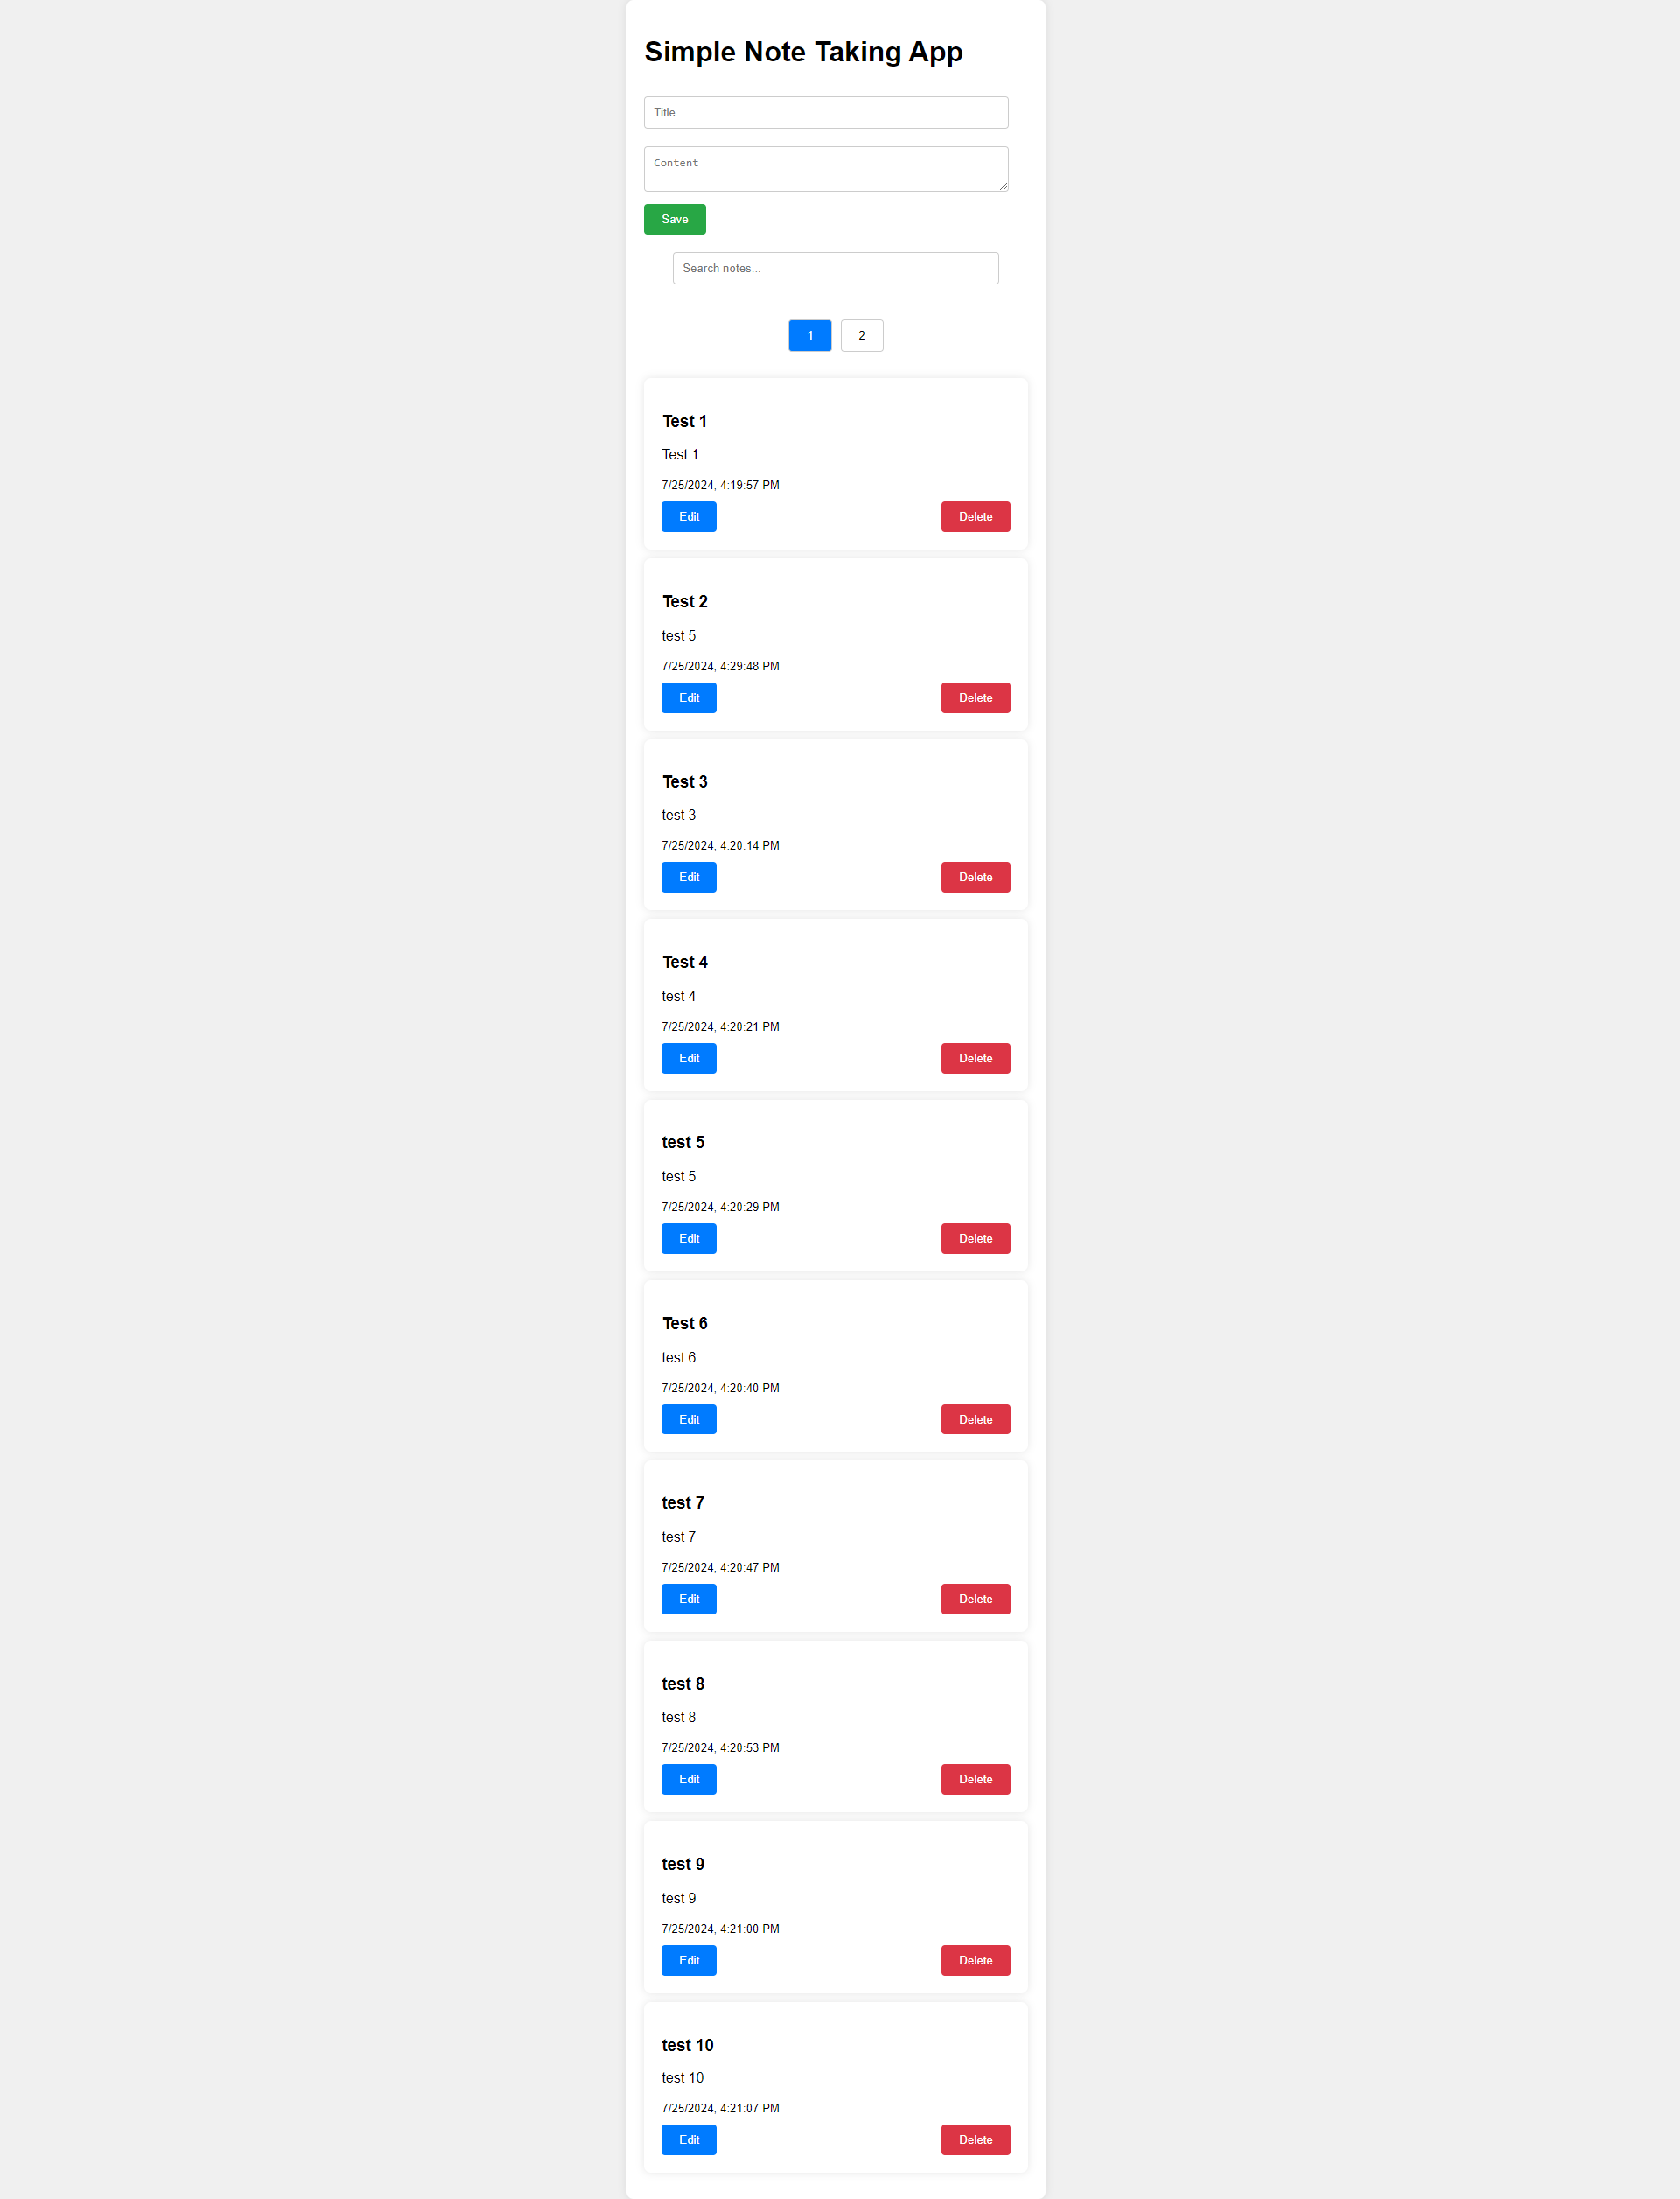 Simple Note Taking App
Title
Content
Save
Search notes...
1 2
Test 1
Test 1
7/25/2024, 4:19:57 PM
Edit Delete
Test 2
test 5
7/25/2024, 4:29:48 PM
Edit Delete
Test 3
test 3
7/25/2024, 4:20:14 PM
Edit Delete
Test 4
test 4
7/25/2024, 4:20:21 PM
Edit Delete
test 5
test 5
7/25/2024, 4:20:29 PM
Edit Delete
Test 6
test 6
7/25/2024, 4:20:40 PM
Edit Delete
test 7
test 7
7/25/2024, 4:20:47 PM
Edit Delete
test 8
test 8
7/25/2024, 4:20:53 PM
Edit Delete
test 9
test 9
7/25/2024, 4:21:00 PM
Edit Delete
test 10
test 10
7/25/2024, 4:21:07 PM
Edit Delete